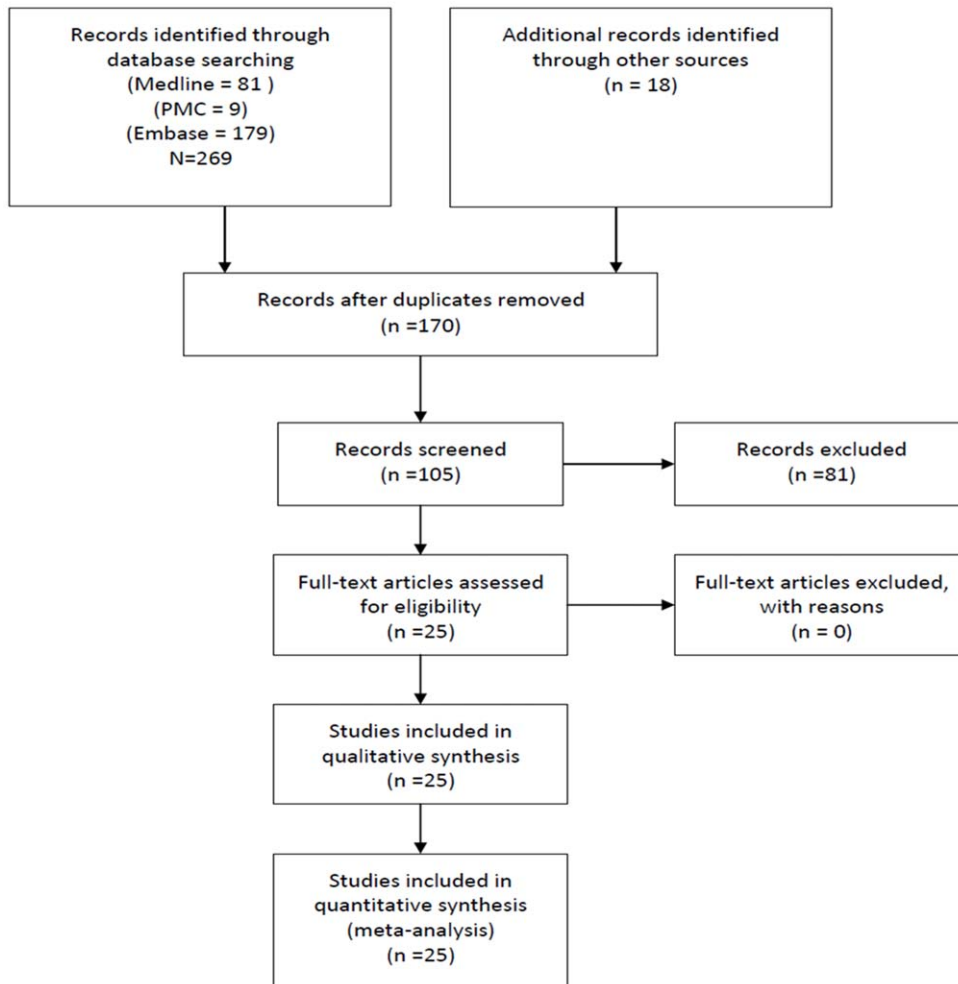 Records identified through
database searching
(Medline = 81 )
(PMC = 9)
(Embase = 179)
N=269
Additional records identified
through other sources
(n = 18)
Records after duplicates removed
(n =170)
Records screened
(n =105)
Records excluded
(n =81)
Full-text articles assessed
for eligibility
(n =25)
Full-text articles excluded,
with reasons
(n = 0)
Studies included in
qualitative synthesis
(n =25)
Studies included in
quantitative synthesis
(meta-analysis)
(n =25)